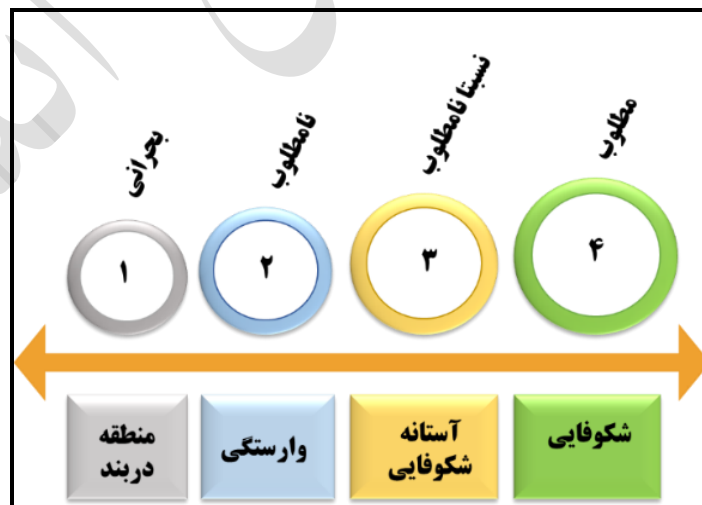 مطلوب
نسبتا نامطلوب
نامطلوب
بحرانی
۴
۳
۲
۱
شکوفایی
آستانه
شکوفایی
وارستگی
منطقه
دربند